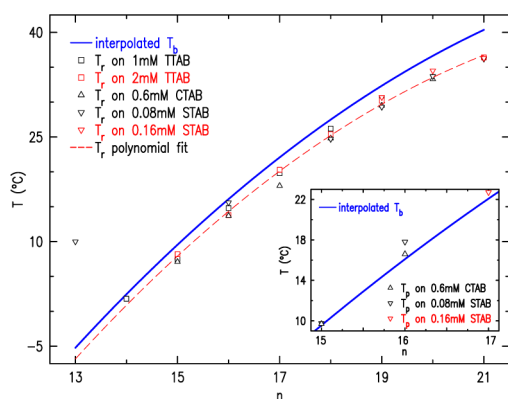 40
25
10
-5
T (°C)
interpolated T_b
T_r on 1mM TTAB
T_r on 2mM TTAB
T_r on 0.6mM CTAB
T_r on 0.08mM STAB
T_r on 0.16mM STAB
T_r polynomial fit
13 15 17 19 21
n
22
18
14
10
T (°C)
interpolated T_b
T_p on 0.6mM CTAB
T_p on 0.08mM STAB
T_p on 0.16mM STAB
15 16 17
n